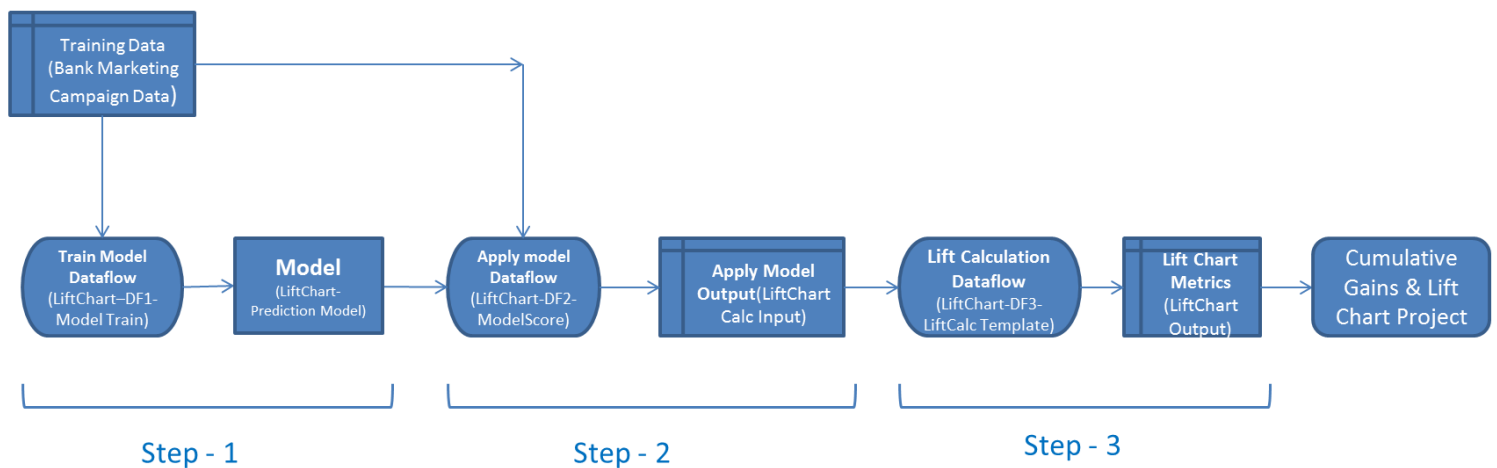 Training Data
(Bank Marketing
Campaign Data)
Train Model
Dataflow
(LiftChart–DF1-
Model Train)
Model
(LiftChart-
Prediction Model)
Apply model
Dataflow
(LiftChart-DF2-
ModelScore)
Apply Model
Output(LiftChart
Calc Input)
Lift Calculation
Dataflow
(LiftChart-DF3-
LiftCalc Template)
Lift Chart
Metrics
(LiftChart
Output)
Cumulative
Gains & Lift
Chart Project
Step - 1
Step - 2
Step - 3